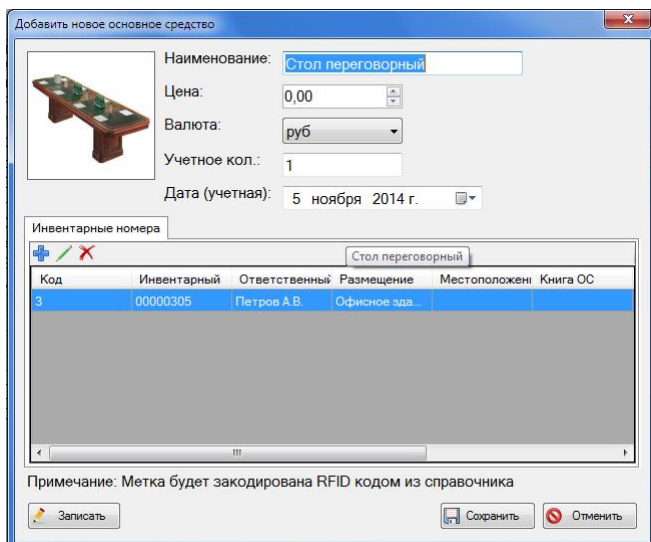 Добавить новое основное средство
Наименование: Стол переговорный
Цена: 0,00
Валюта: руб
Учетное кол.: 1
Дата (учетная): 5 ноября 2014 г.
Инвентарные номера
Стол переговорный
Код Инвентарный Ответственный Размещение Местоположені Книга ОС
3 00000305 Петров А.В. Офисное зда...
Примечание: Метка будет закодирована RFID кодом из справочника
Записать Сохранить Отменить